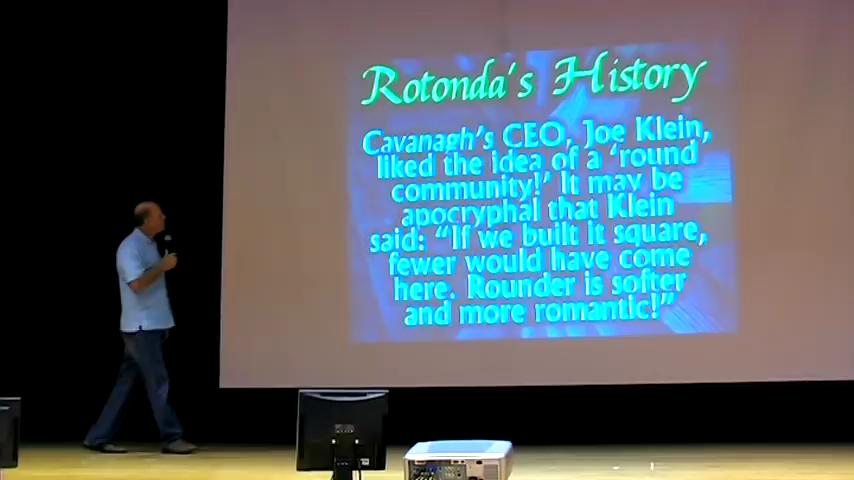 Rotonda's History
Cavanagh's CEO, Joe Klein,
liked the idea of a 'round
community!' It may be
apocryphal that Klein
said: "If we built it square,
fewer would have come
here. Rounder is softer
and more romantic!"